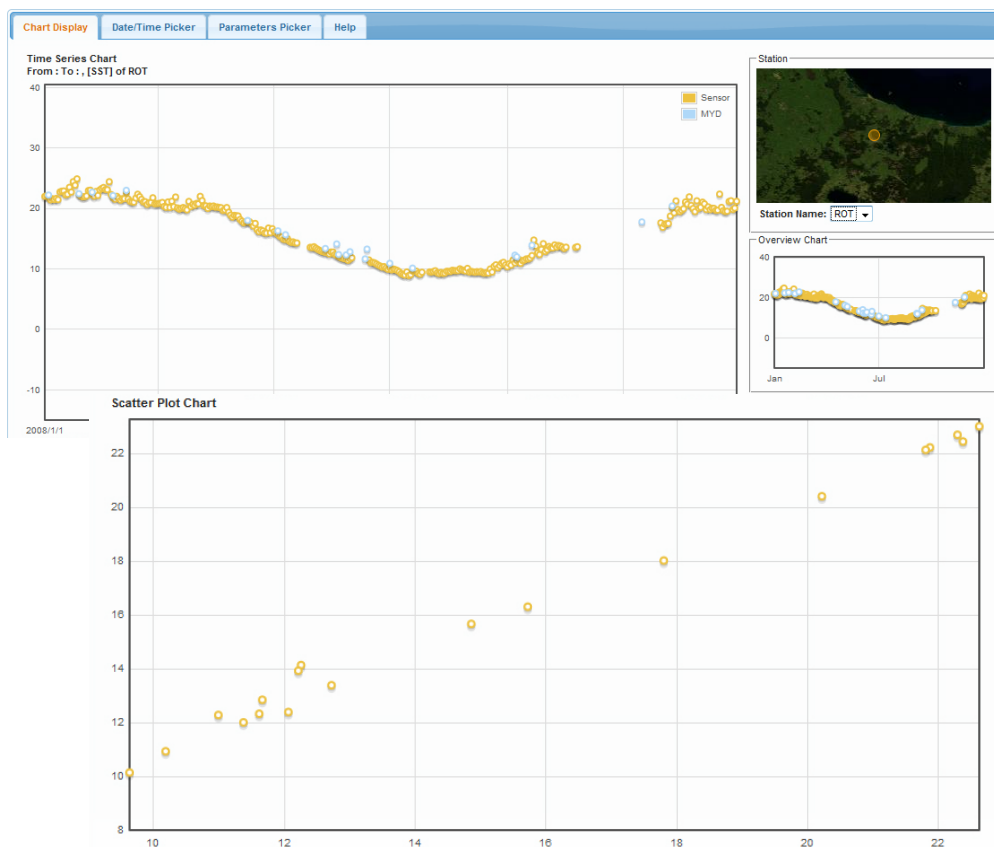 Chart Display Date/Time Picker Parameters Picker Help
Time Series Chart
From : To : , [SST] of ROT
40
30
20
10
0
-10
2008/1/1
Sensor
MYD
Station
Station Name: ROT
Overview Chart
40
20
0
Jan Jul
Scatter Plot Chart
22
20
18
16
14
12
10
8
10 12 14 16 18 20 22